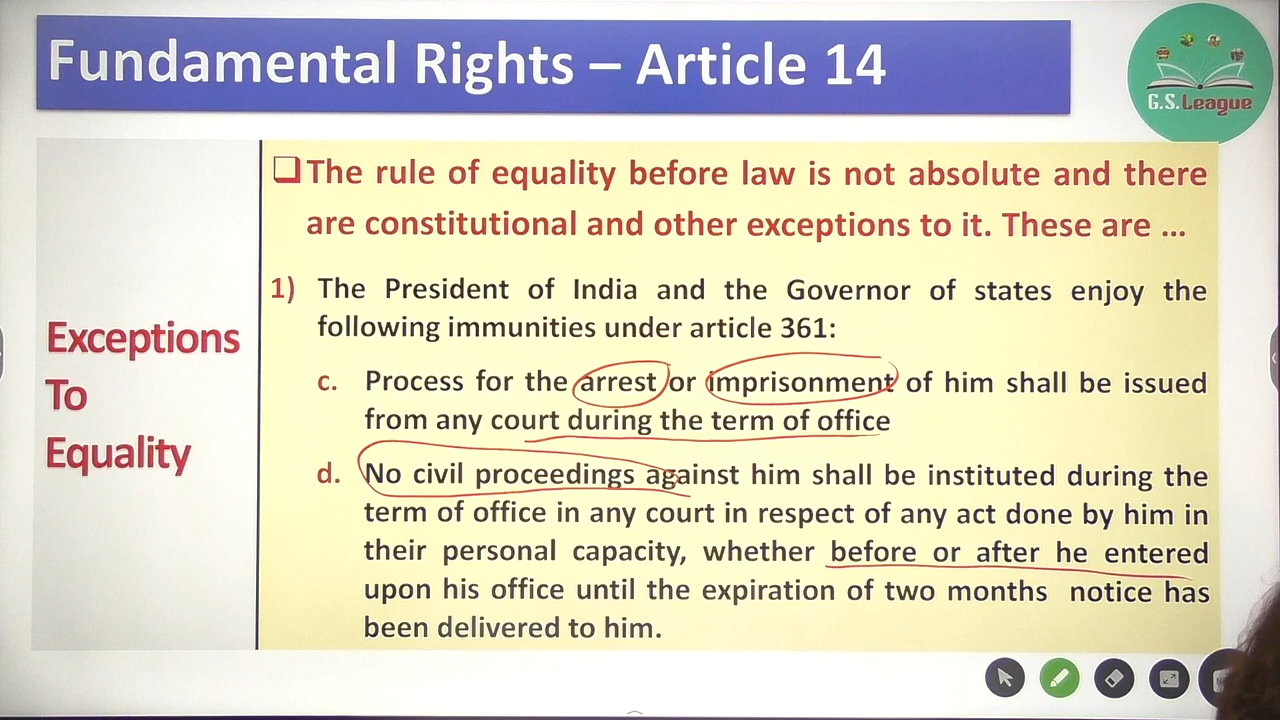 Fundamental Rights – Article 14
G.S.League
Exceptions
To
Equality
❑The rule of equality before law is not absolute and there
are constitutional and other exceptions to it. These are ...
1) The President of India and the Governor of states enjoy the
following immunities under article 361:
c. Process for the arrest or imprisonment of him shall be issued
from any court during the term of office
d. No civil proceedings against him shall be instituted during the
term of office in any court in respect of any act done by him in
their personal capacity, whether before or after he entered
upon his office until the expiration of two months notice has
been delivered to him.